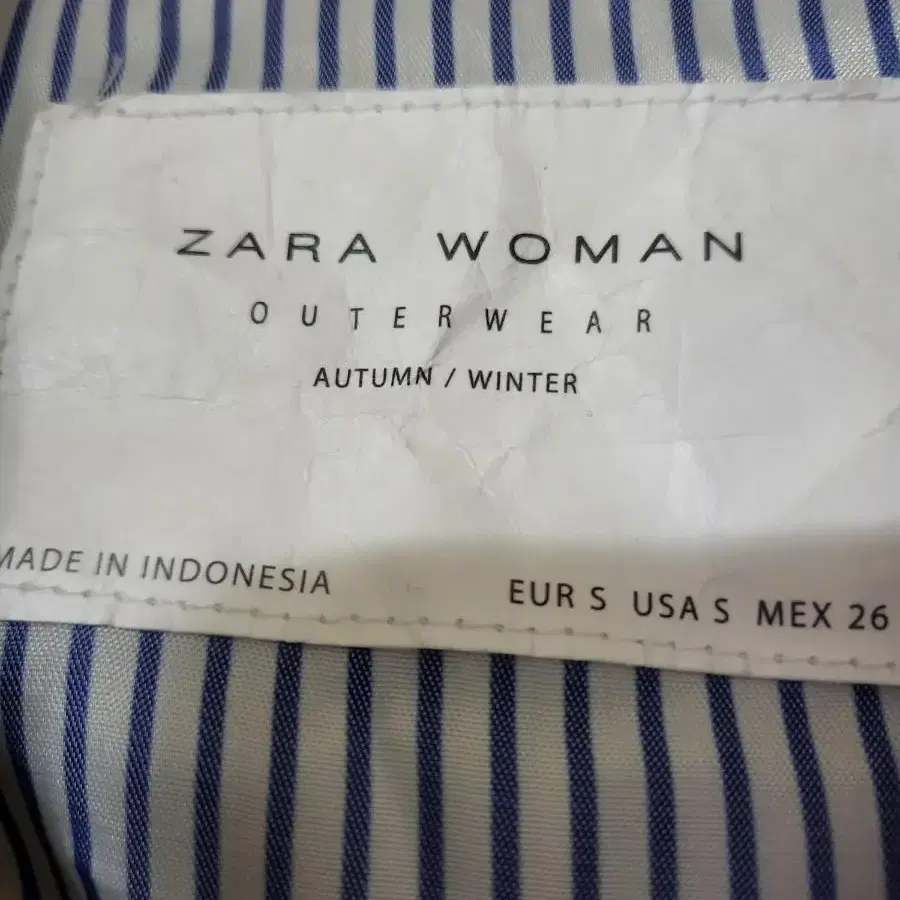 ZARA WOMAN
OUTERWEAR
AUTUMN / WINTER
MADE IN INDONESIA
EUR S USA S MEX 26